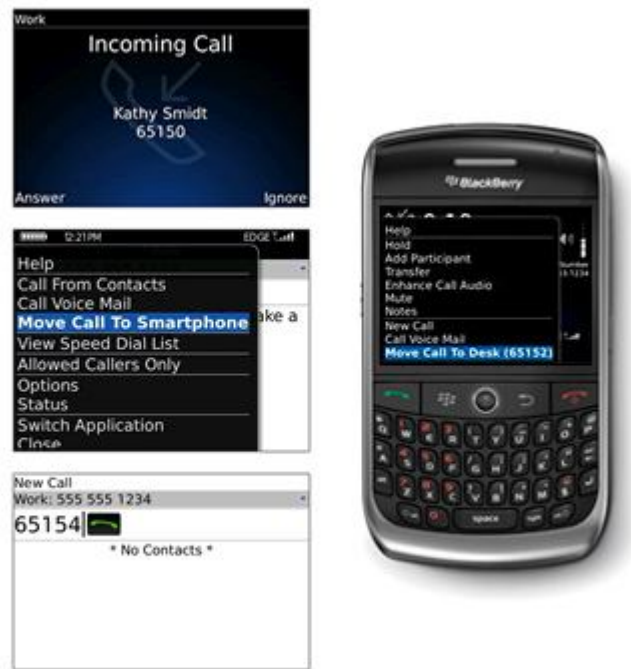 Work
Incoming Call
Kathy Smidt
65150
Answer Ignore
12:21PM EDGE
Help
Call From Contacts
Call Voice Mail
Move Call To Smartphone
ake a
View Speed Dial List
Allowed Callers Only
Options
Status
Switch Application
Close
New Call
Work: 555 555 1234
65154
* No Contacts *
BlackBerry
Help
Hold
Add Participant
Transfer
Enhance Call Audio
Mute
Notes
New Call
Call Voice Mail
Move Call To Desk (65152)
space